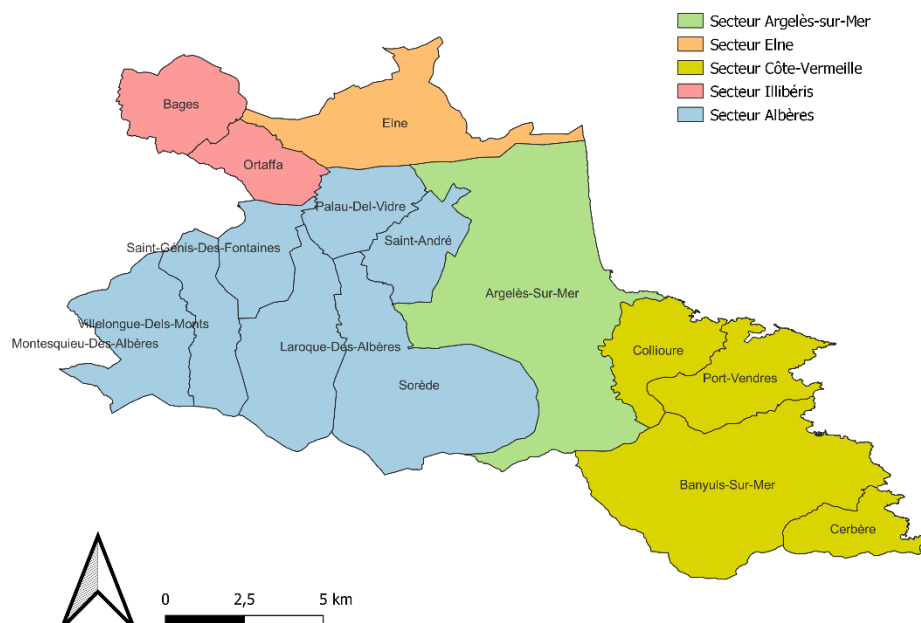 Secteur Argelès-sur-Mer
Secteur Elne
Secteur Côte-Vermeille
Secteur Illibéris
Secteur Albères
Bages
Elne
Ortaffa
Palau-Del-Vidre
Saint-Génis-Des-Fontaines
Saint-André
Argelès-Sur-Mer
Villelongue-Dels-Monts
Montesquieu-Des-Albères
Laroque-Des-Albères
Collioure
Port-Vendres
Sorède
Banyuls-Sur-Mer
Cerbère
0 2,5 5 km